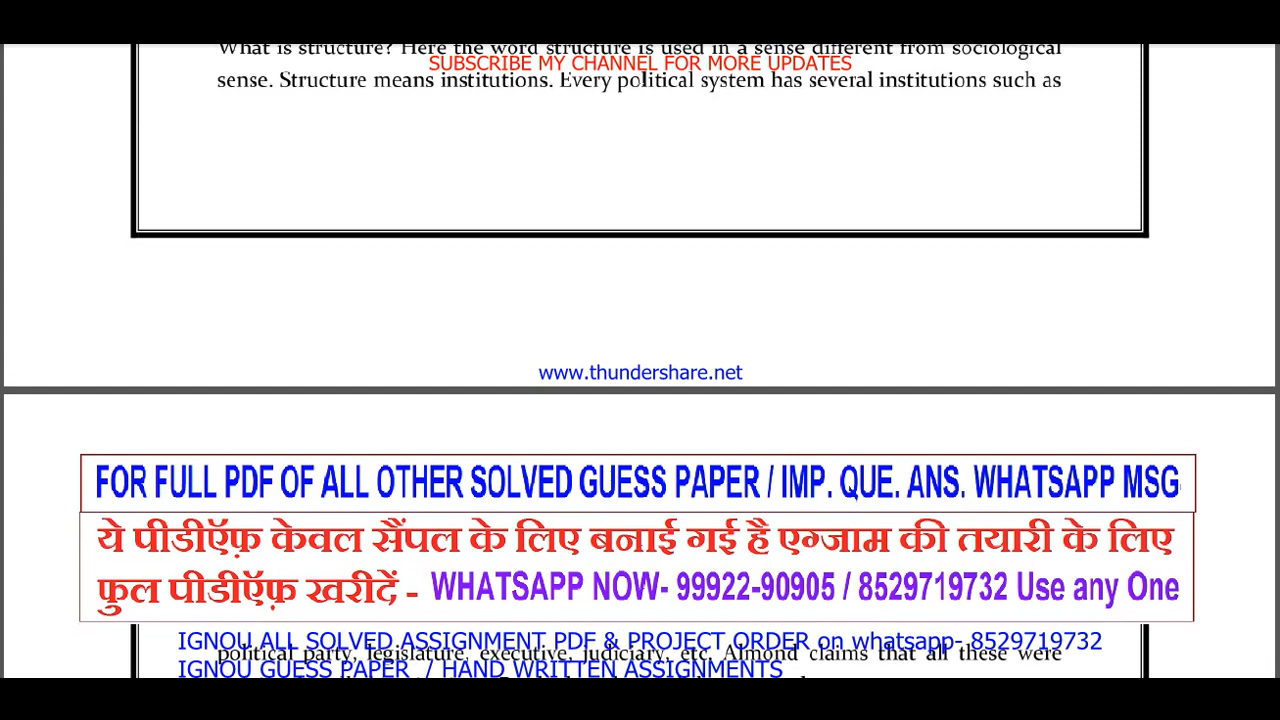 What is structure? Here the word structure is used in a sense different from sociological
SUBSCRIBE MY CHANNEL FOR MORE UPDATES
sense. Structure means institutions. Every political system has several institutions such as
www.thundershare.net
FOR FULL PDF OF ALL OTHER SOLVED GUESS PAPER / IMP. QUE. ANS. WHATSAPP MSG
ये पीडीऍफ़ केवल सैंपल के लिए बनाई गई है एग्जाम की तयारी के लिए
फ़ुल पीडीऍफ़ खरीदें - WHATSAPP NOW- 99922-90905 / 8529719732 Use any One
IGNOU ALL SOLVED ASSIGNMENT PDF & PROJECT ORDER on whatsapp- 8529719732
political party, legislature, executive, judiciary, etc. Almond claims that all these were
IGNOU GUESS PAPER / HAND WRITTEN ASSIGNMENTS